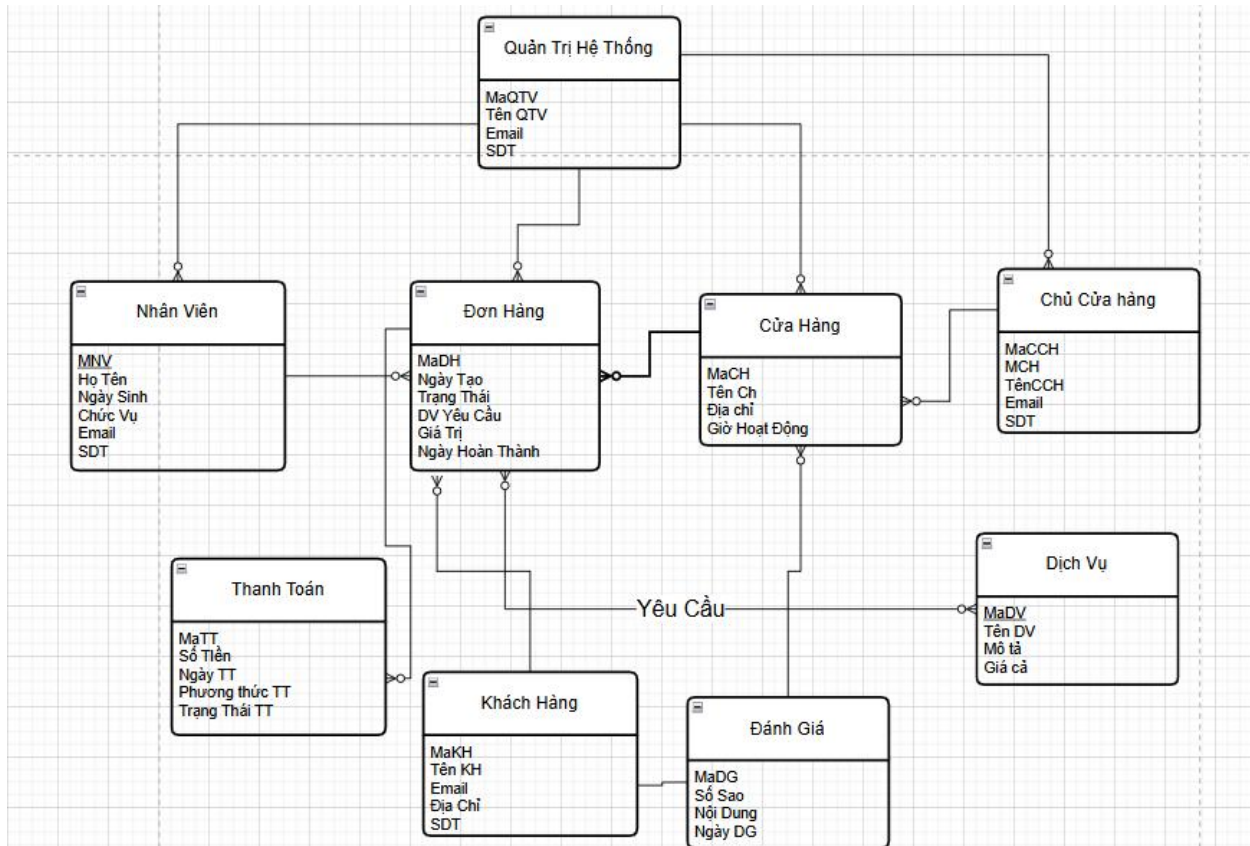 Quản Trị Hệ Thống
MaQTV
Tên QTV
Email
SDT
Nhân Viên
MNV
Họ Tên
Ngày Sinh
Chức Vụ
Email
SDT
Đơn Hàng
MaDH
Ngày Tạo
Trạng Thái
DV Yêu Cầu
Giá Trị
Ngày Hoàn Thành
Cửa Hàng
MaCH
Tên Ch
Địa chỉ
Giờ Hoạt Động
Chủ Cửa hàng
MaCCH
MCH
TênCCH
Email
SDT
Thanh Toán
MaTT
Số TIền
Ngày TT
Phương thức TT
Trạng Thái TT
Yêu Cầu
Dịch Vụ
MaDV
Tên DV
Mô tả
Giá cả
Khách Hàng
MaKH
Tên KH
Email
Địa Chỉ
SDT
Đánh Giá
MaDG
Số Sao
Nội Dung
Ngày DG